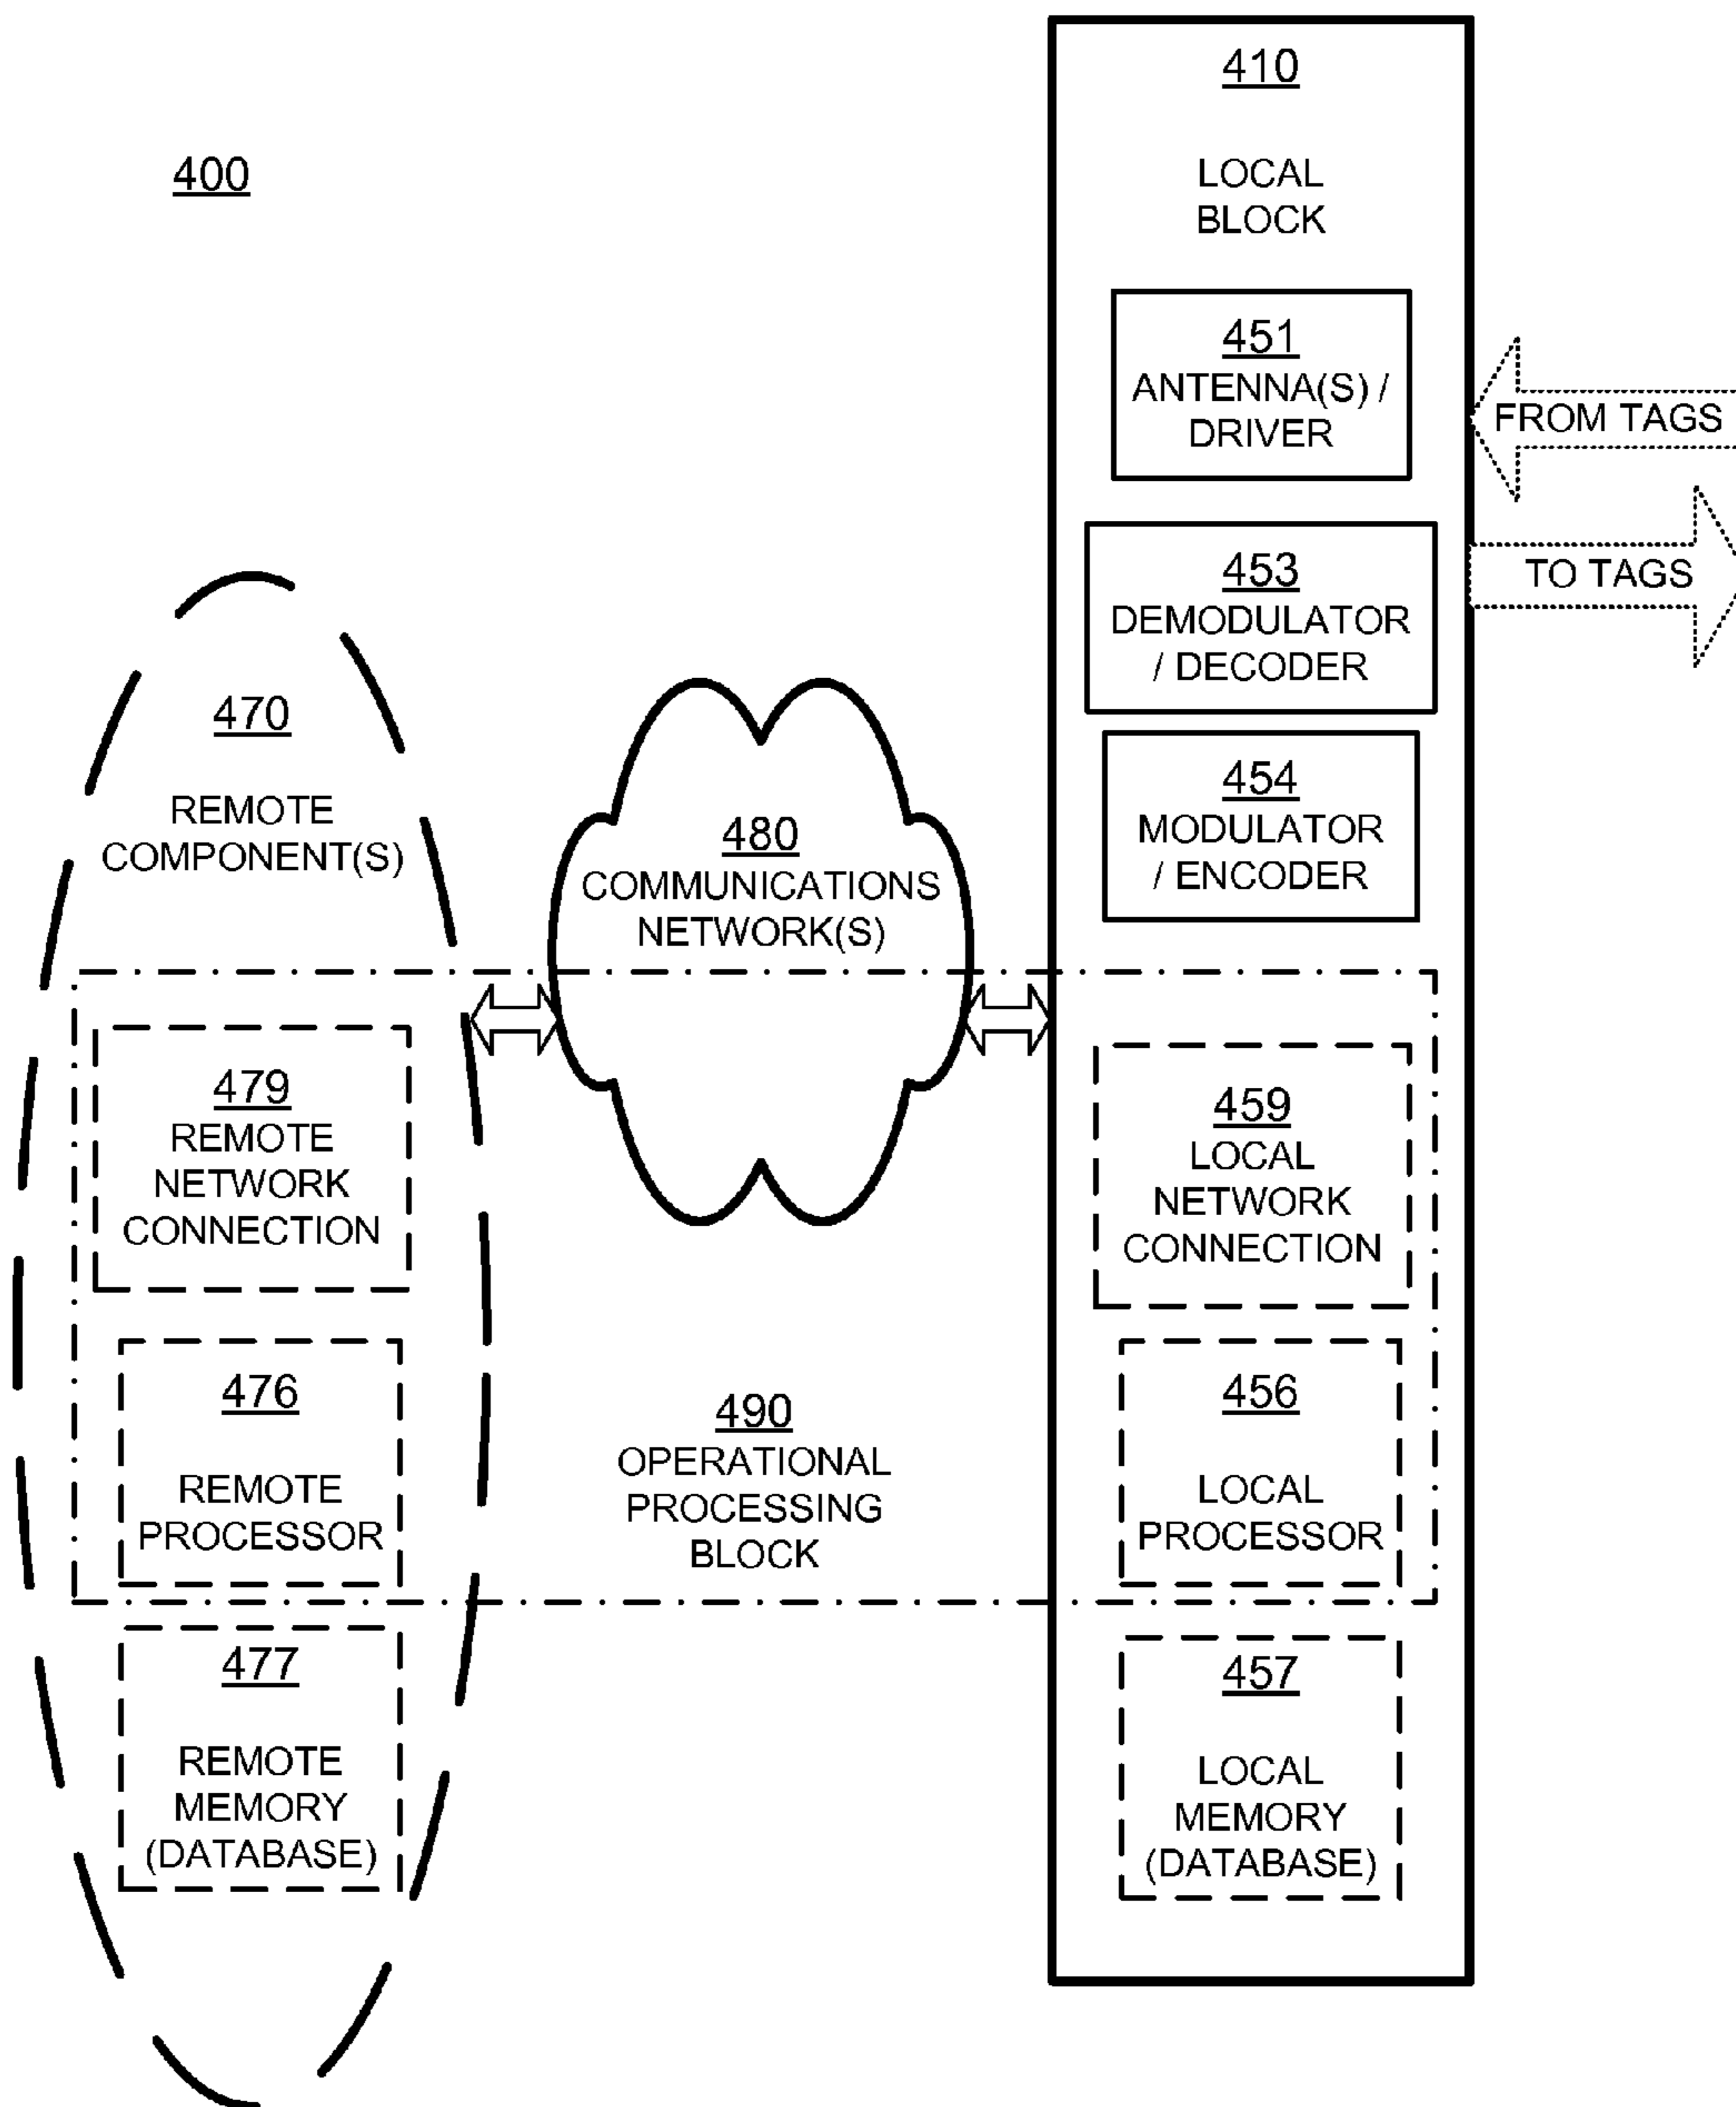 400
410
LOCAL
BLOCK
451
ANTENNA(S) /
DRIVER
FROM TAGS
453
DEMODULATOR
/ DECODER
TO TAGS
454
MODULATOR
/ ENCODER
470
REMOTE
COMPONENT(S)
480
COMMUNICATIONS
NETWORK(S)
479
REMOTE
NETWORK
CONNECTION
459
LOCAL
NETWORK
CONNECTION
476
REMOTE
PROCESSOR
490
OPERATIONAL
PROCESSING
BLOCK
456
LOCAL
PROCESSOR
477
REMOTE
MEMORY
(DATABASE)
457
LOCAL
MEMORY
(DATABASE)